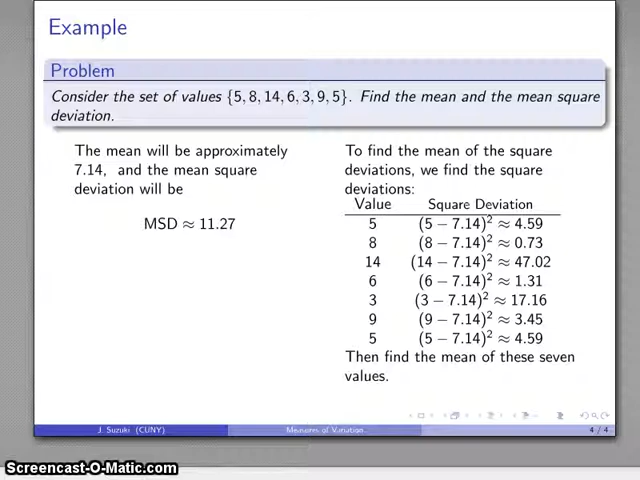 Example
Problem
Consider the set of values {5, 8, 14, 6, 3, 9, 5}. Find the mean and the mean square
deviation.
The mean will be approximately
7.14, and the mean square
deviation will be
MSD ≈ 11.27
To find the mean of the square
deviations, we find the square
deviations:
Value Square Deviation
5 (5 − 7.14)² ≈ 4.59
8 (8 − 7.14)² ≈ 0.73
14 (14 − 7.14)² ≈ 47.02
6 (6 − 7.14)² ≈ 1.31
3 (3 − 7.14)² ≈ 17.16
9 (9 − 7.14)² ≈ 3.45
5 (5 − 7.14)² ≈ 4.59
Then find the mean of these seven
values.
J. Suzuki (CUNY) Measures of Variation 4 / 4
Screencast-O-Matic.com